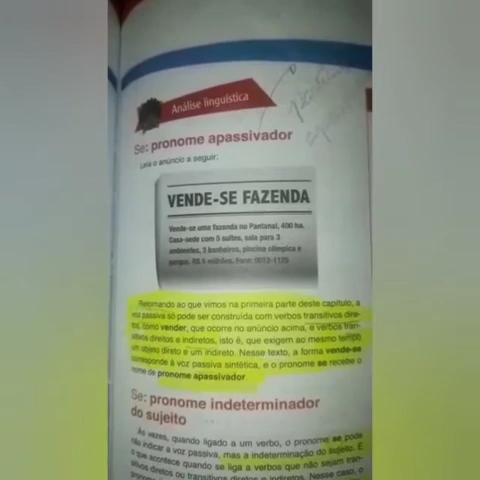 Análise linguística
Se: pronome apassivador
Leia o anúncio a seguir:
VENDE-SE FAZENDA
Vende-se uma fazenda no Pantanal, 400 ha.
Casa-sede com 5 suítes, sala para 3
ambientes, 3 banheiros, piscina olímpica e
parque. R$ 5 milhões. Fone: 0012-1125
Retomando ao que vimos na primeira parte deste capítulo, a
voz passiva só pode ser construída com verbos transitivos dire-
tos, como vender, que ocorre no anúncio acima, e verbos tran-
sitivos diretos e indiretos, isto é, que exigem ao mesmo tempo
um objeto direto e um indireto. Nesse texto, a forma vende-se
corresponde à voz passiva sintética, e o pronome se recebe o
nome de pronome apassivador.
Se: pronome indeterminador
do sujeito
Às vezes, quando ligado a um verbo, o pronome se pode
não indicar a voz passiva, mas a indeterminação do sujeito. É
o que acontece quando se liga a verbos que não sejam tran-
sitivos diretos ou transitivos diretos e indiretos. Nesse caso, o